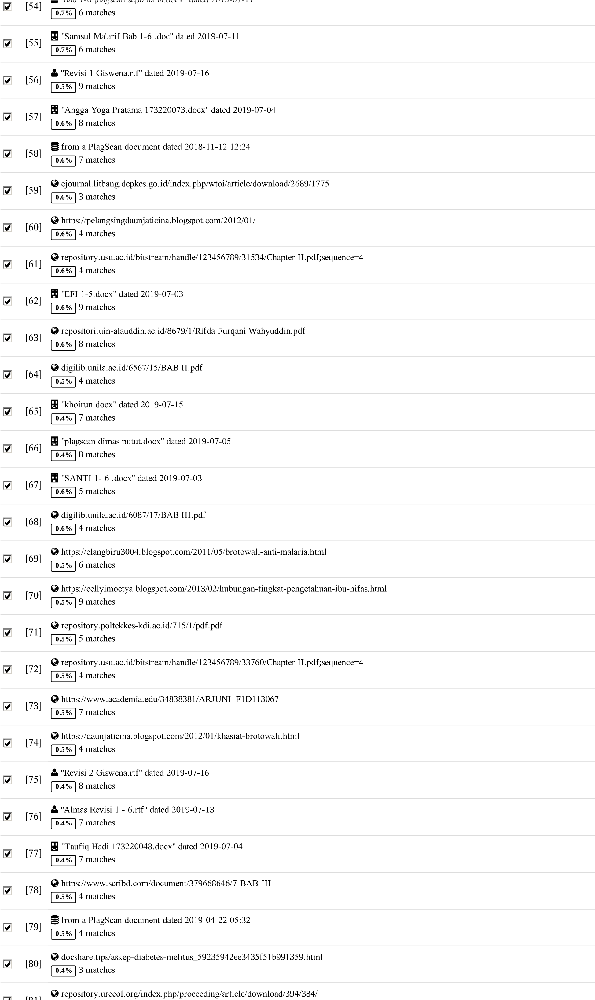 [54]
0.7% 6 matches
[55] "Samsul Ma'arif Bab 1-6 .doc" dated 2019-07-11
0.7% 6 matches
[56] "Revisi 1 Giswena.rtf" dated 2019-07-16
0.5% 9 matches
[57] "Angga Yoga Pratama 173220073.docx" dated 2019-07-04
0.6% 8 matches
[58] from a PlagScan document dated 2018-11-12 12:24
0.6% 7 matches
[59] ejournal.litbang.depkes.go.id/index.php/wtoi/article/download/2689/1775
0.6% 3 matches
[60] https://pelangsingdaunjaticina.blogspot.com/2012/01/
0.6% 4 matches
[61] repository.usu.ac.id/bitstream/handle/123456789/31534/Chapter II.pdf;sequence=4
0.6% 4 matches
[62] "EFI 1-5.docx" dated 2019-07-03
0.6% 9 matches
[63] repositori.uin-alauddin.ac.id/8679/1/Rifda Furqani Wahyuddin.pdf
0.6% 8 matches
[64] digilib.unila.ac.id/6567/15/BAB II.pdf
0.5% 4 matches
[65] "khoirun.docx" dated 2019-07-15
0.4% 7 matches
[66] "plagscan dimas putut.docx" dated 2019-07-05
0.4% 8 matches
[67] "SANTI 1- 6 .docx" dated 2019-07-03
0.6% 5 matches
[68] digilib.unila.ac.id/6087/17/BAB III.pdf
0.6% 4 matches
[69] https://elangbiru3004.blogspot.com/2011/05/brotowali-anti-malaria.html
0.5% 6 matches
[70] https://cellyimoetya.blogspot.com/2013/02/hubungan-tingkat-pengetahuan-ibu-nifas.html
0.5% 9 matches
[71] repository.poltekkes-kdi.ac.id/715/1/pdf.pdf
0.5% 5 matches
[72] repository.usu.ac.id/bitstream/handle/123456789/33760/Chapter II.pdf;sequence=4
0.5% 4 matches
[73] https://www.academia.edu/34838381/ARJUNI_F1D113067_
0.5% 7 matches
[74] https://daunjaticina.blogspot.com/2012/01/khasiat-brotowali.html
0.5% 4 matches
[75] "Revisi 2 Giswena.rtf" dated 2019-07-16
0.4% 8 matches
[76] "Almas Revisi 1 - 6.rtf" dated 2019-07-13
0.4% 7 matches
[77] "Taufiq Hadi 173220048.docx" dated 2019-07-04
0.4% 7 matches
[78] https://www.scribd.com/document/379668646/7-BAB-III
0.5% 4 matches
[79] from a PlagScan document dated 2019-04-22 05:32
0.5% 4 matches
[80] docshare.tips/askep-diabetes-melitus_59235942ee3435f51b991359.html
0.4% 3 matches
[81] repository.urecol.org/index.php/proceeding/article/download/394/384/